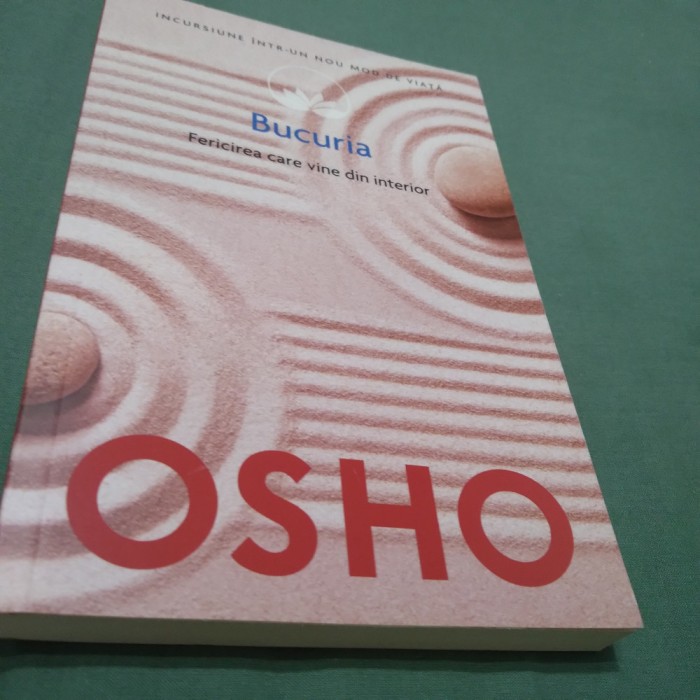 INCURSIUNE ÎNTR-UN NOU MOD DE VIAȚĂ
Bucuria
Fericirea care vine din interior
OSHO